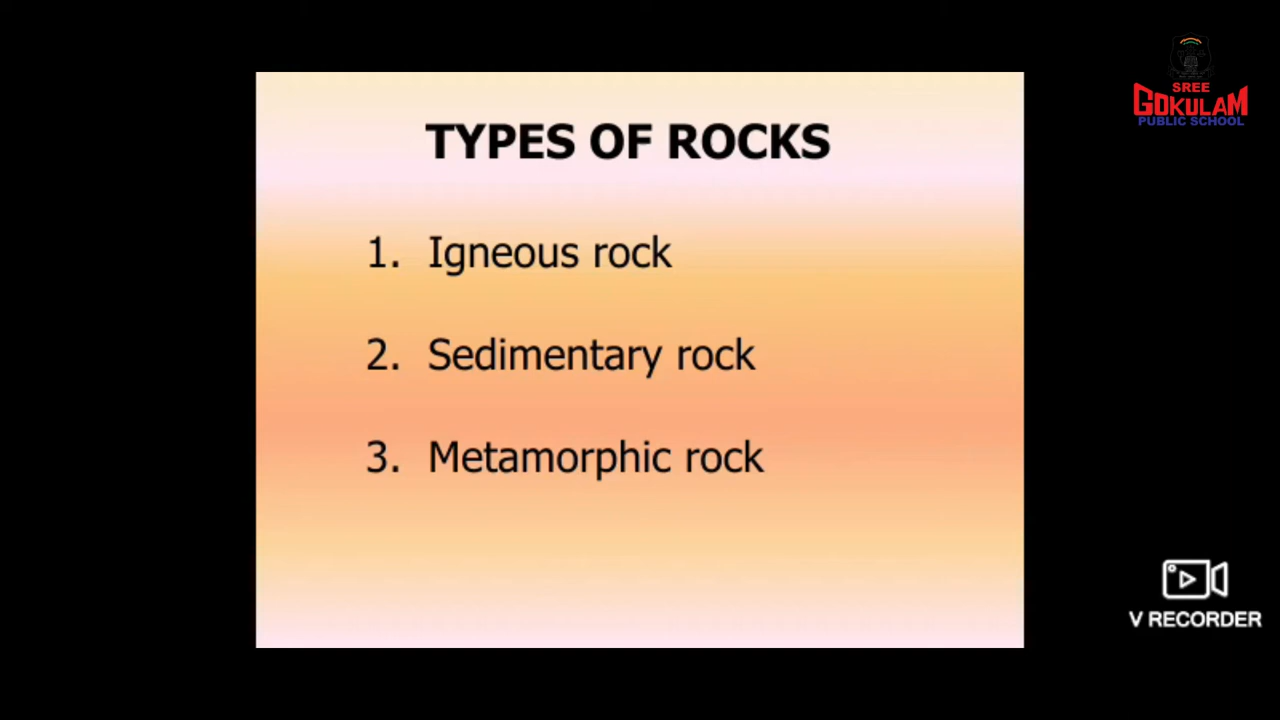 SREE
GOKULAM
PUBLIC SCHOOL
TYPES OF ROCKS
1. Igneous rock
2. Sedimentary rock
3. Metamorphic rock
V RECORDER